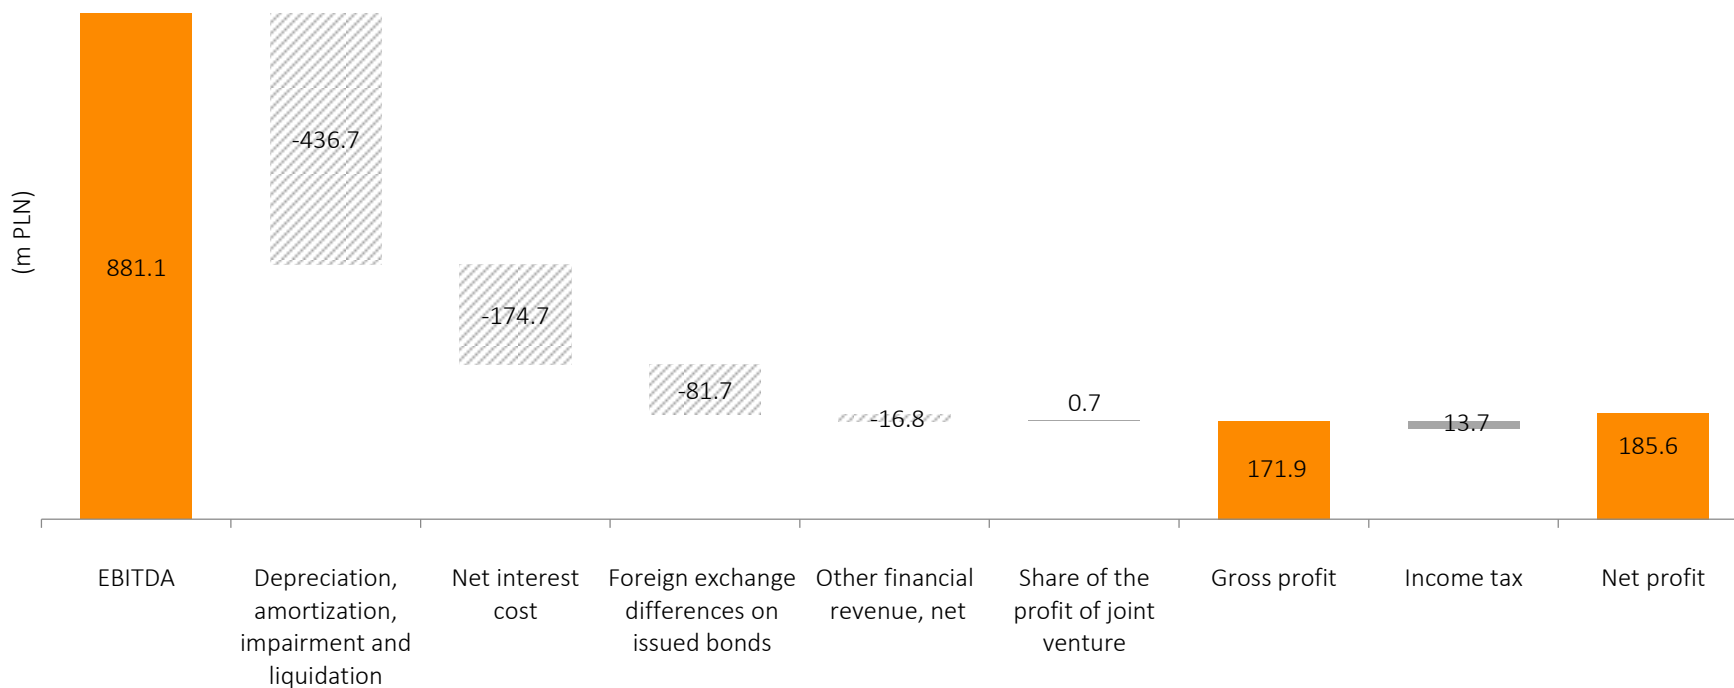 (m PLN)
881.1
-436.7
-174.7
-81.7
-16.8
0.7
171.9
13.7
185.6
EBITDA
Depreciation,
amortization,
impairment and
liquidation
Net interest
cost
Foreign exchange
differences on
issued bonds
Other financial
revenue, net
Share of the
profit of joint
venture
Gross profit
Income tax
Net profit